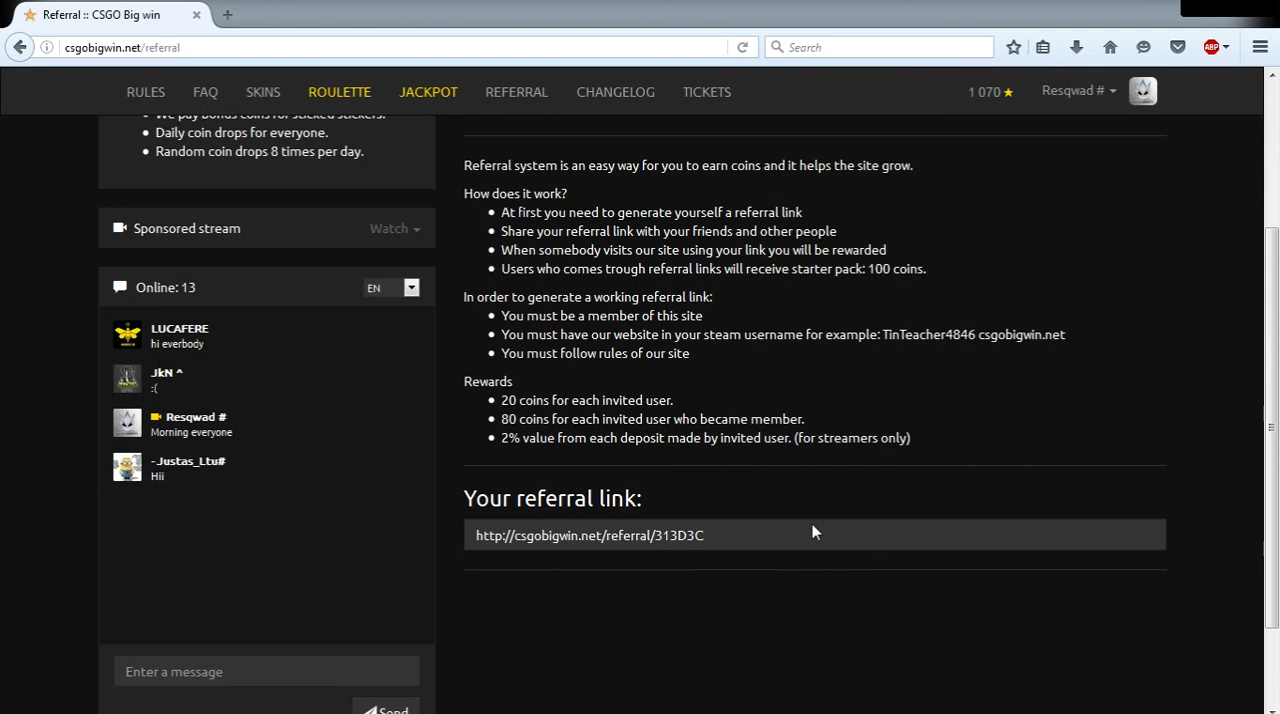 Referral :: CSGO Big win
csgobigwin.net/referral
Search
ABP
RULES FAQ SKINS ROULETTE JACKPOT REFERRAL CHANGELOG TICKETS 1 070 Resqwad #
We pay bonus coins for sticked stickers.
Daily coin drops for everyone.
Random coin drops 8 times per day.
Sponsored stream Watch
Online: 13 EN
LUCAFERE
hi everbody
JkN ^
:(
Resqwad #
Morning everyone
-Justas_Ltu#
Hii
Enter a message
Send
Referral system is an easy way for you to earn coins and it helps the site grow.
How does it work?
At first you need to generate yourself a referral link
Share your referral link with your friends and other people
When somebody visits our site using your link you will be rewarded
Users who comes trough referral links will receive starter pack: 100 coins.
In order to generate a working referral link:
You must be a member of this site
You must have our website in your steam username for example: TinTeacher4846 csgobigwin.net
You must follow rules of our site
Rewards
20 coins for each invited user.
80 coins for each invited user who became member.
2% value from each deposit made by invited user. (for streamers only)
Your referral link:
http://csgobigwin.net/referral/313D3C